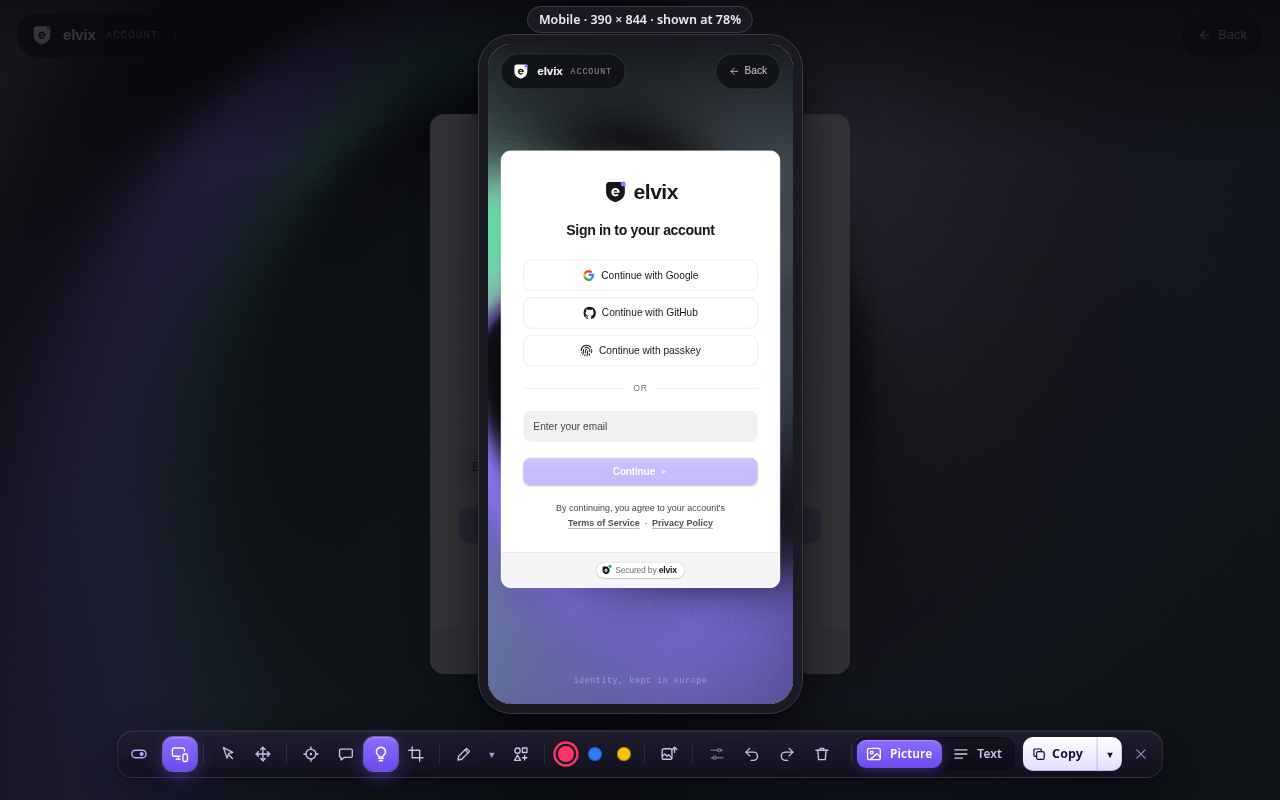 Mobile · 390 × 844 · shown at 78%
elvix ACCOUNT
Back
elvix ACCOUNT
Back
elvix
Sign in to your account
Continue with Google
Continue with GitHub
Continue with passkey
OR
Enter your email
Continue
By continuing, you agree to your account's
Terms of Service · Privacy Policy
Secured by elvix
identity, kept in europe
Picture
Text
Copy